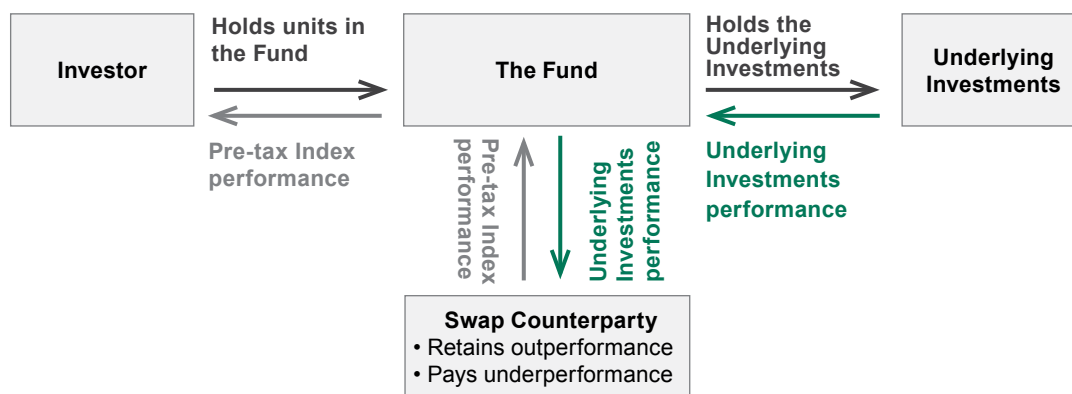 Investor
Holds units in
the Fund
Pre-tax Index
performance
The Fund
Holds the
Underlying
Investments
Underlying
Investments
Underlying
Investments
performance
Pre-tax Index
performance
Underlying
Investments
performance
Swap Counterparty
• Retains outperformance
• Pays underperformance